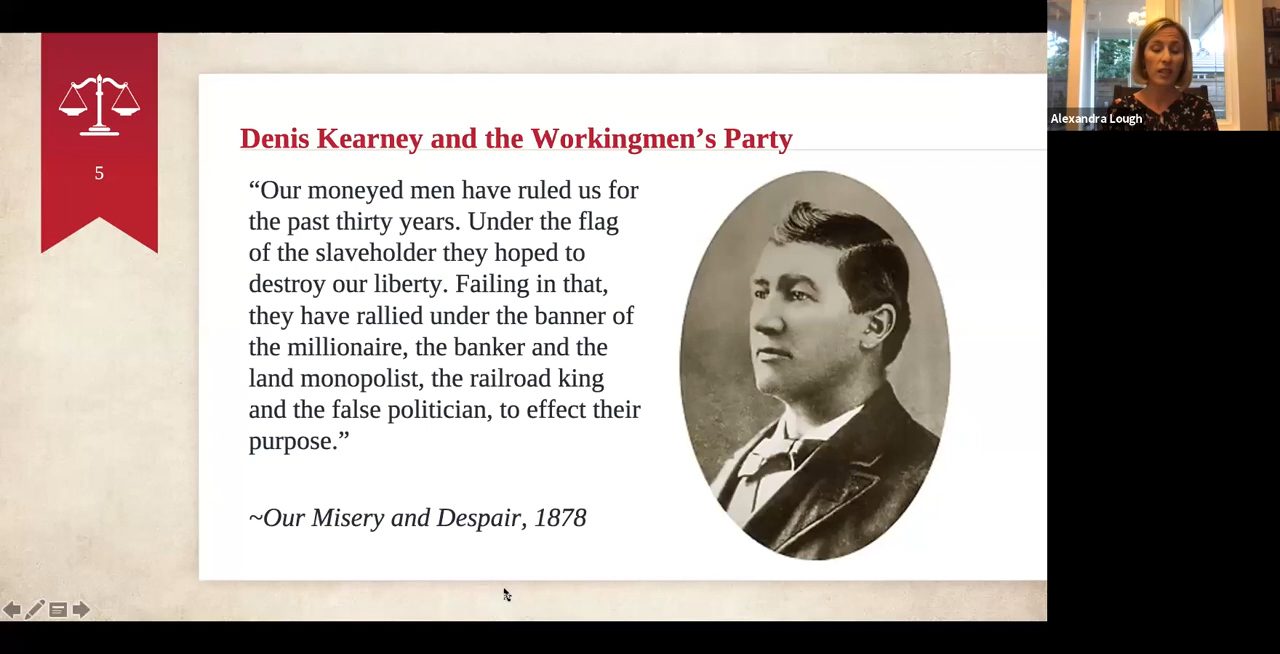 5
Denis Kearney and the Workingmen’s Party
“Our moneyed men have ruled us for
the past thirty years. Under the flag
of the slaveholder they hoped to
destroy our liberty. Failing in that,
they have rallied under the banner of
the millionaire, the banker and the
land monopolist, the railroad king
and the false politician, to effect their
purpose.”
~Our Misery and Despair, 1878
Alexandra Lough